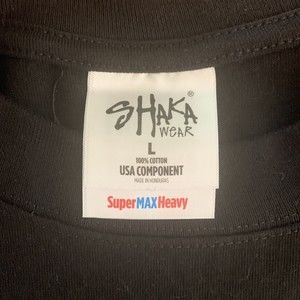 SHAKA
WEAR
L
100% COTTON
USA COMPONENT
MADE IN HONDURAS
SuperMAXHeavy